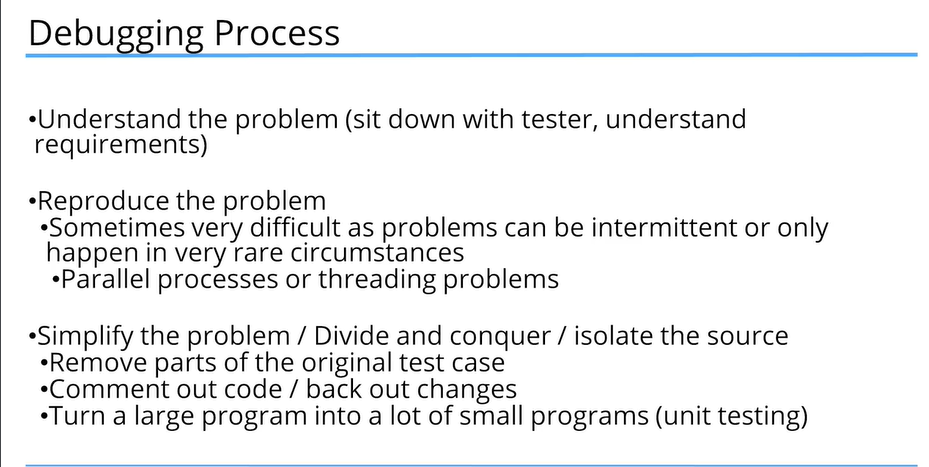 Debugging Process
•Understand the problem (sit down with tester, understand
requirements)
•Reproduce the problem
•Sometimes very difficult as problems can be intermittent or only
happen in very rare circumstances
•Parallel processes or threading problems
•Simplify the problem / Divide and conquer / isolate the source
•Remove parts of the original test case
•Comment out code / back out changes
•Turn a large program into a lot of small programs (unit testing)